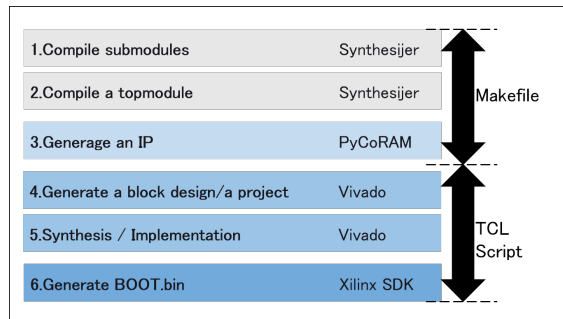 1.Compile submodules Synthesijer
2.Compile a topmodule Synthesijer
Makefile
3.Generage an IP PyCoRAM
4.Generate a block design/a project Vivado
5.Synthesis / Implementation Vivado
TCL
Script
6.Generate BOOT.bin Xilinx SDK